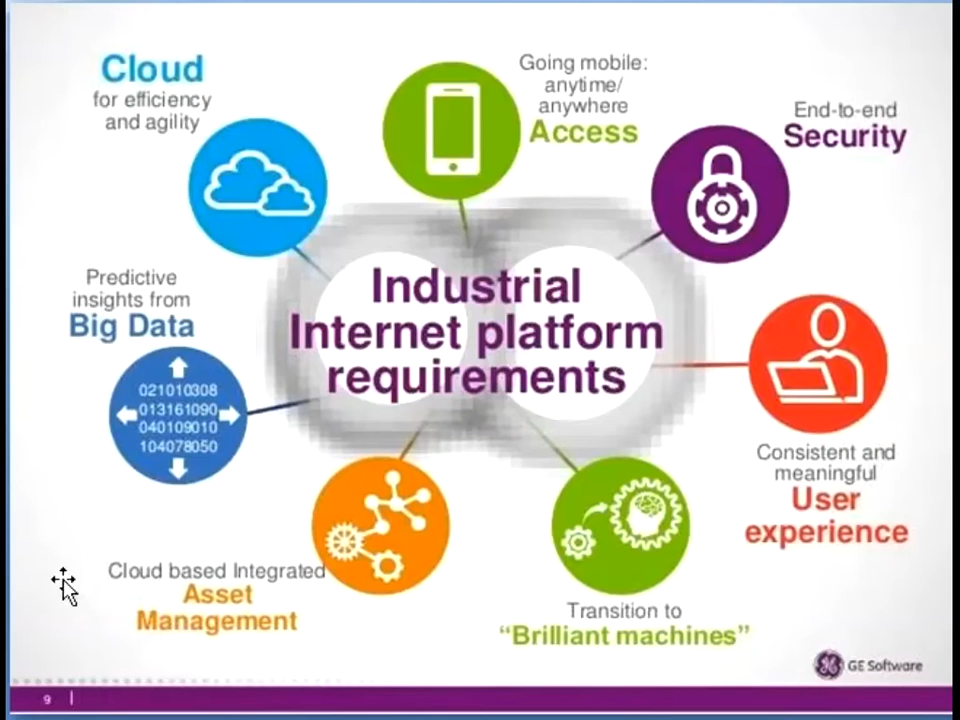 Cloud
for efficiency
and agility
Going mobile:
anytime/
anywhere
Access
End-to-end
Security
Predictive
insights from
Big Data
021010308
013161090
040109010
104078050
Industrial
Internet platform
requirements
Consistent and
meaningful
User
experience
Cloud based Integrated
Asset
Management
Transition to
“Brilliant machines”
GE Software
9